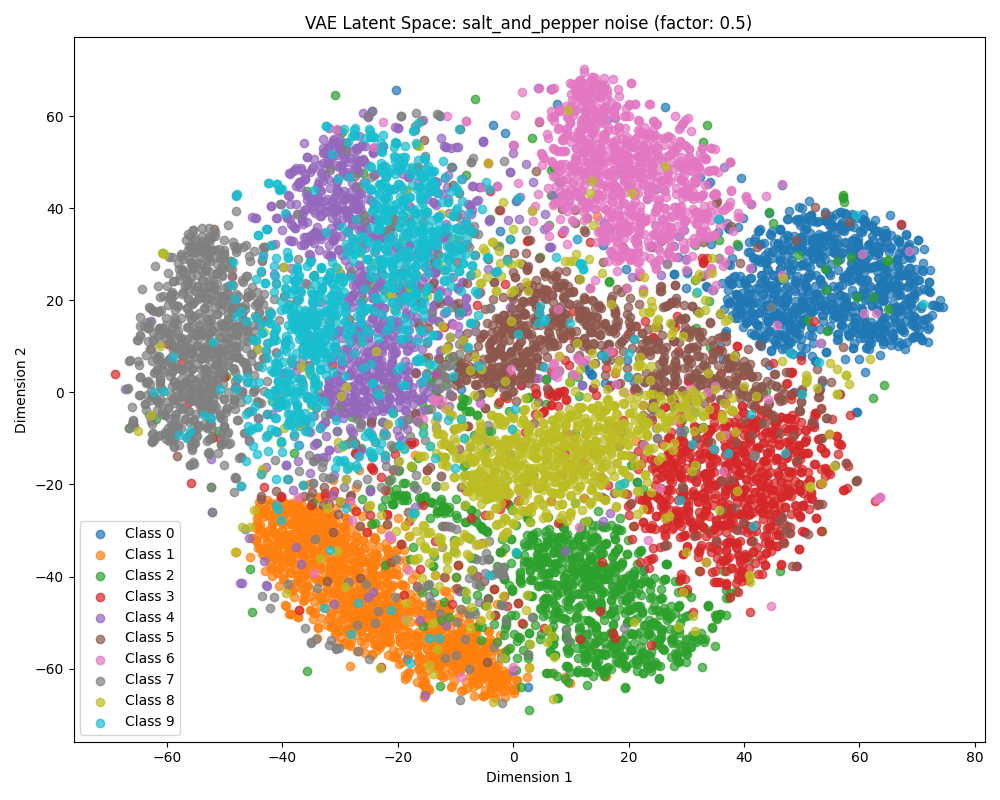 VAE Latent Space: salt_and_pepper noise (factor: 0.5)
Dimension 2
60
40
20
0
−20
−40
−60
Class 0
Class 1
Class 2
Class 3
Class 4
Class 5
Class 6
Class 7
Class 8
Class 9
−60 −40 −20 0 20 40 60 80
Dimension 1